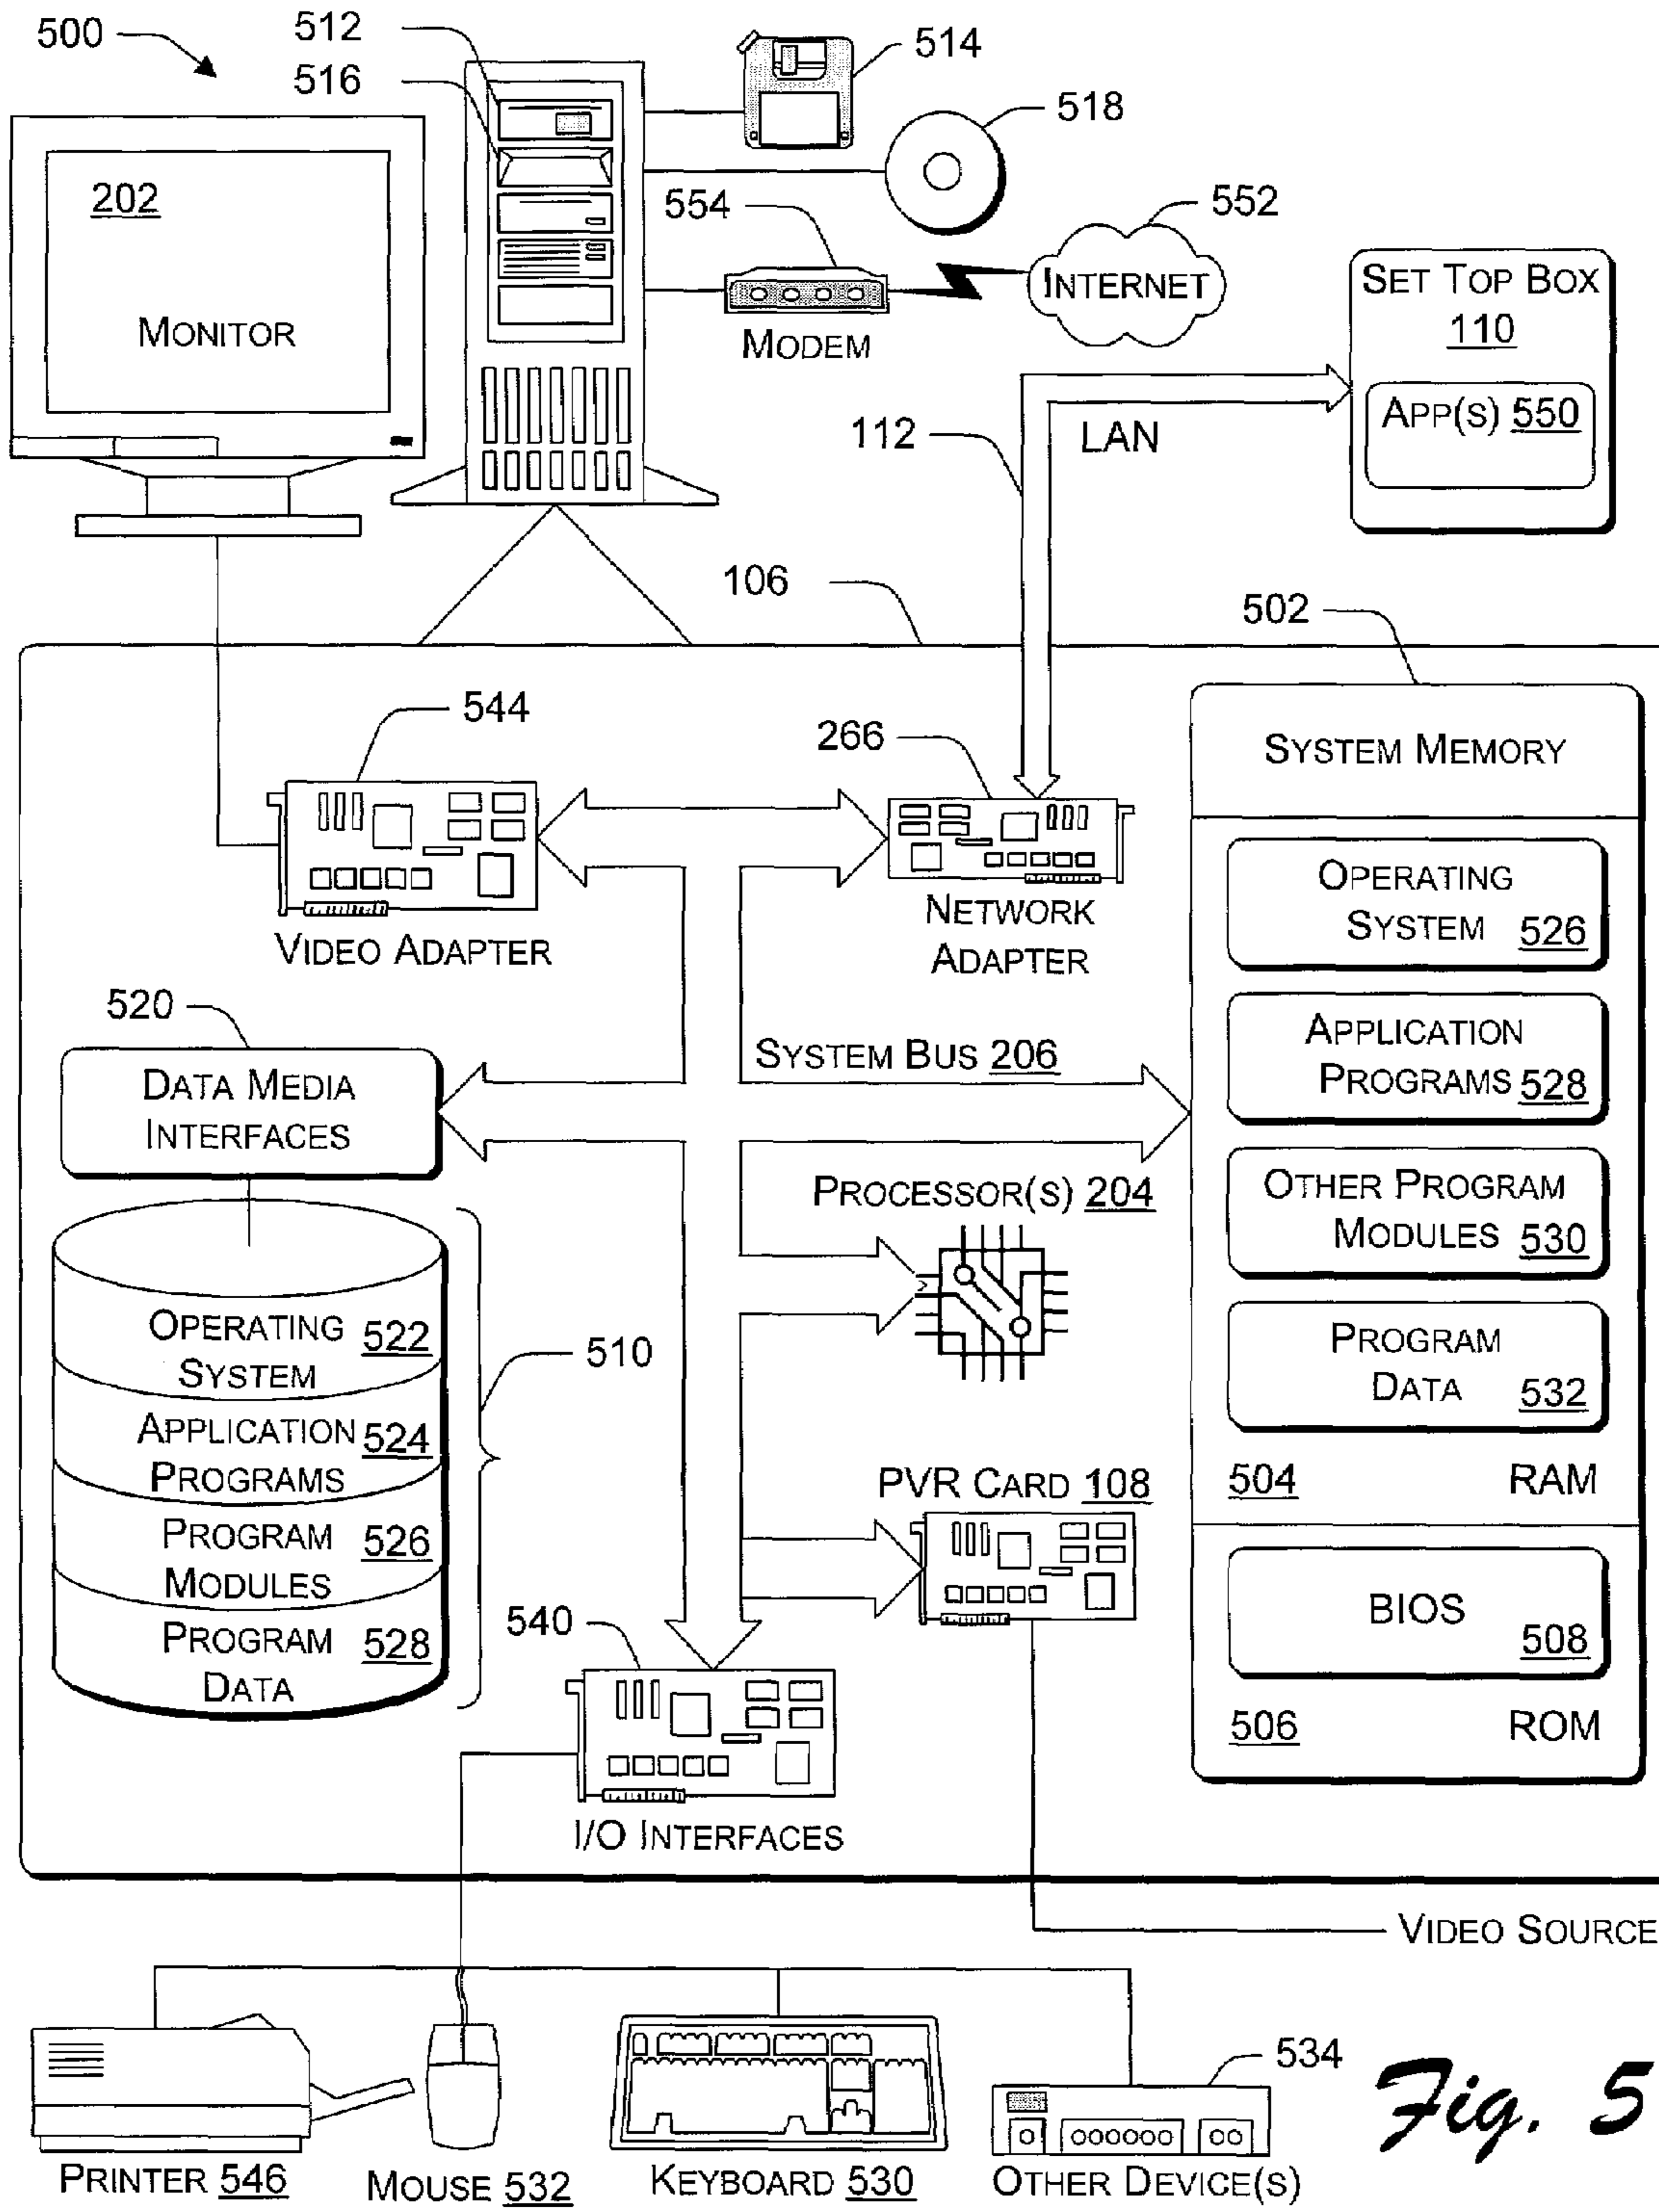 500
512
516
514
518
202
MONITOR
554
MODEM
552
INTERNET
SET TOP BOX
110
APP(S) 550
112
LAN
106
502
544
VIDEO ADAPTER
266
NETWORK
ADAPTER
SYSTEM MEMORY
OPERATING
SYSTEM 526
APPLICATION
PROGRAMS 528
OTHER PROGRAM
MODULES 530
PROGRAM
DATA 532
504 RAM
BIOS
508
506 ROM
520
DATA MEDIA
INTERFACES
SYSTEM BUS 206
PROCESSOR(S) 204
OPERATING 522
SYSTEM
APPLICATION 524
PROGRAMS
PROGRAM 526
MODULES
PROGRAM 528
DATA
510
PVR CARD 108
540
I/O INTERFACES
VIDEO SOURCE
PRINTER 546
MOUSE 532
KEYBOARD 530
534
OTHER DEVICE(S)
Fig. 5